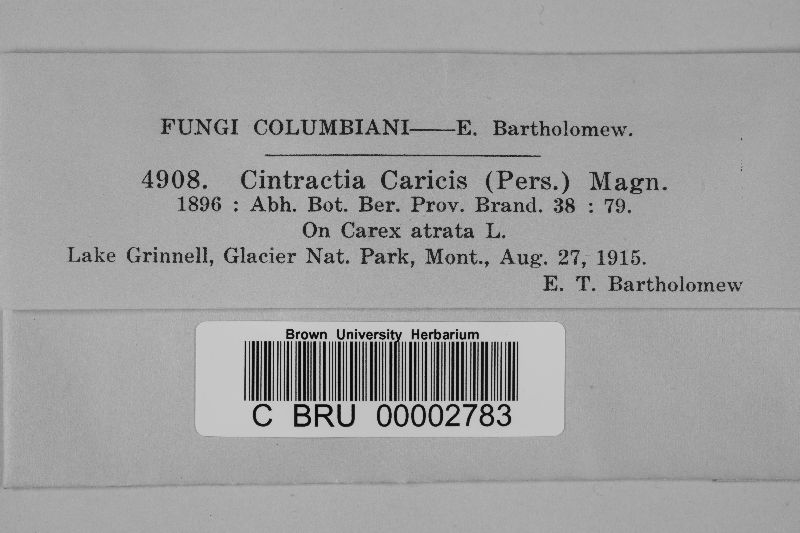 FUNGI COLUMBIANI——E. Bartholomew.
4908. Cintractia Caricis (Pers.) Magn.
1896 : Abh. Bot. Ber. Prov. Brand. 38 : 79.
On Carex atrata L.
Lake Grinnell, Glacier Nat. Park, Mont., Aug. 27, 1915.
E. T. Bartholomew
Brown University Herbarium
C BRU 00002783